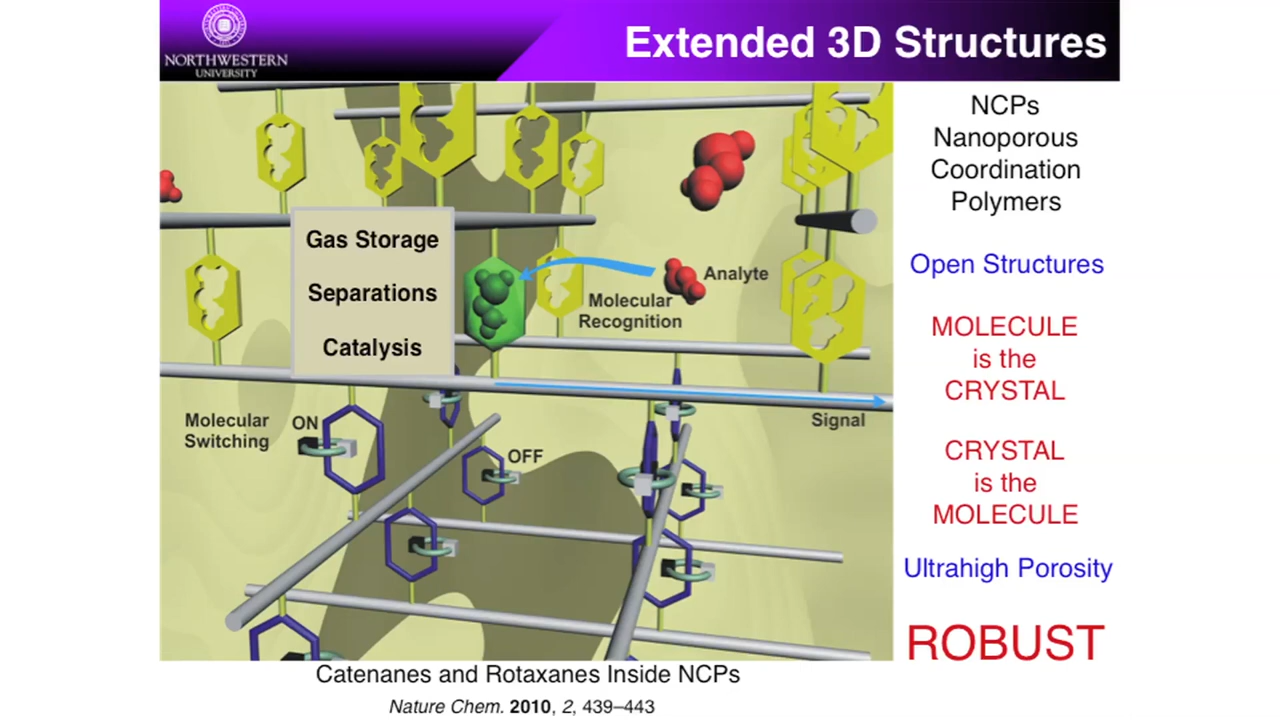 NORTHWESTERN
UNIVERSITY
Extended 3D Structures
Gas Storage
Separations
Catalysis
Analyte
Molecular
Recognition
Signal
Molecular
Switching
ON
OFF
NCPs
Nanoporous
Coordination
Polymers
Open Structures
MOLECULE
is the
CRYSTAL
CRYSTAL
is the
MOLECULE
Ultrahigh Porosity
ROBUST
Catenanes and Rotaxanes Inside NCPs
Nature Chem. 2010, 2, 439–443